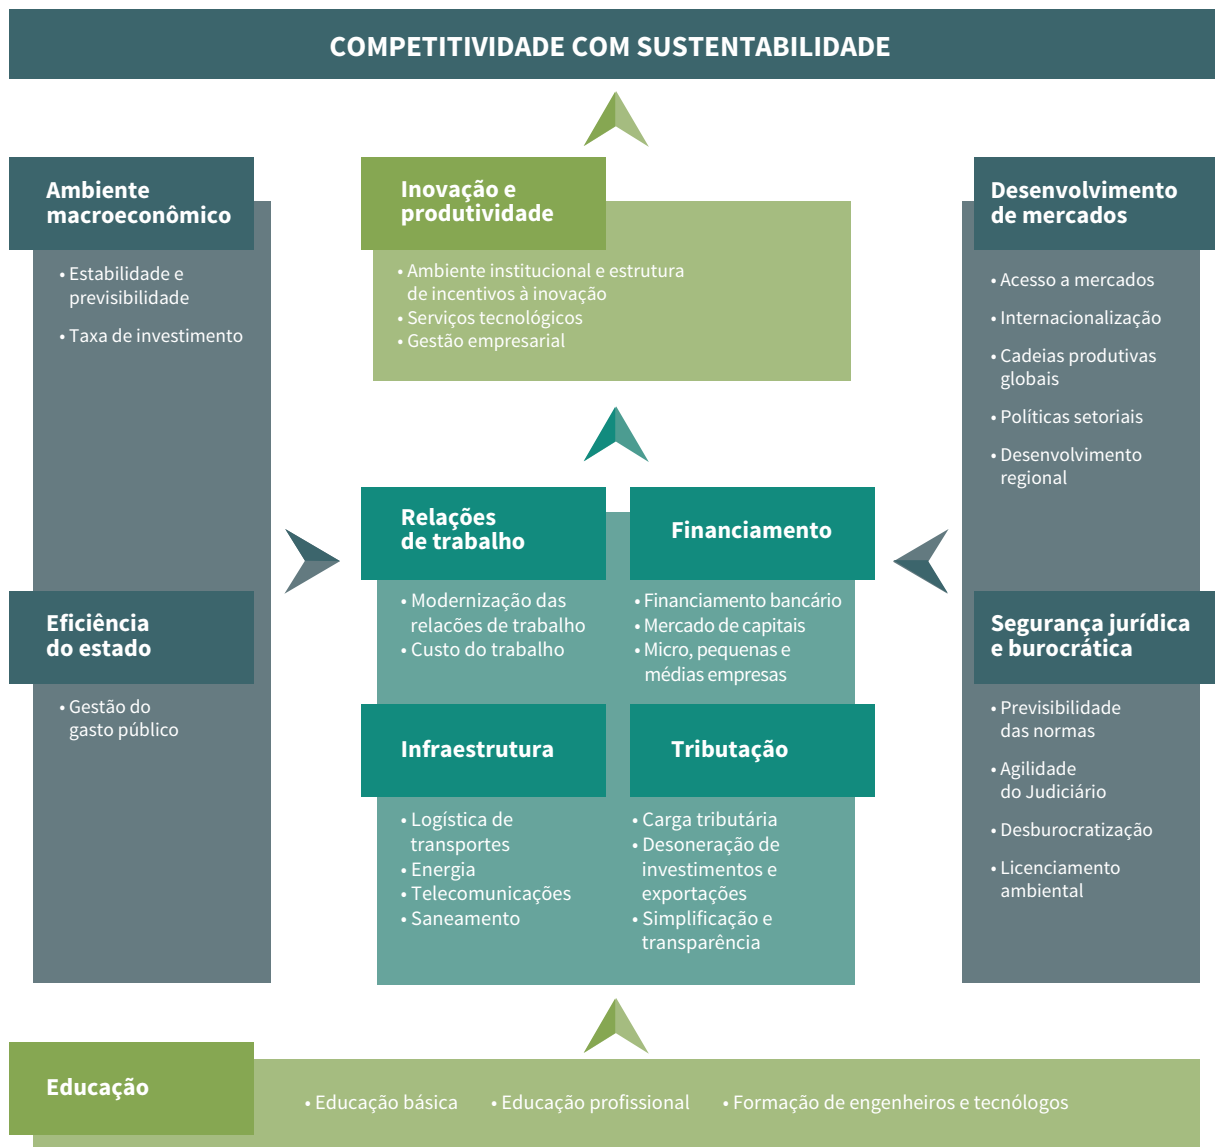 COMPETITIVIDADE COM SUSTENTABILIDADE
Ambiente
macroeconômico
• Estabilidade e
previsibilidade
• Taxa de investimento
Eficiência
do estado
• Gestão do
gasto público
Inovação e
produtividade
• Ambiente institucional e estrutura
de incentivos à inovação
• Serviços tecnológicos
• Gestão empresarial
Relações
de trabalho
• Modernização das
relacões de trabalho
• Custo do trabalho
Financiamento
• Financiamento bancário
• Mercado de capitais
• Micro, pequenas e
médias empresas
Infraestrutura
• Logística de
transportes
• Energia
• Telecomunicações
• Saneamento
Tributação
• Carga tributária
• Desoneração de
investimentos e
exportações
• Simplificação e
transparência
Desenvolvimento
de mercados
• Acesso a mercados
• Internacionalização
• Cadeias produtivas
globais
• Políticas setoriais
• Desenvolvimento
regional
Segurança jurídica
e burocrática
• Previsibilidade
das normas
• Agilidade
do Judiciário
• Desburocratização
• Licenciamento
ambiental
Educação
• Educação básica • Educação profissional • Formação de engenheiros e tecnólogos